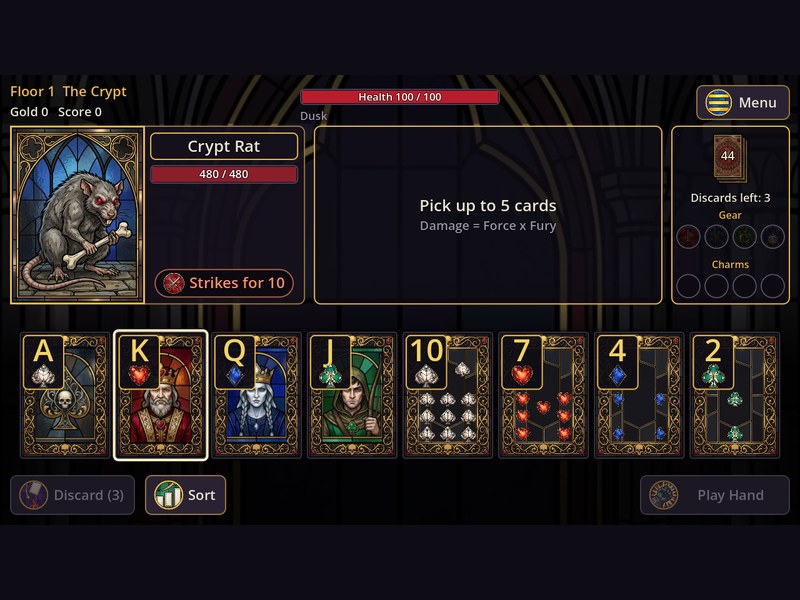 Floor 1 The Crypt
Gold 0 Score 0
Health 100 / 100
Dusk
Menu
Crypt Rat
480 / 480
Strikes for 10
Pick up to 5 cards
Damage = Force x Fury
44
Discards left: 3
Gear
Charms
A
K
Q
J
10
7
4
2
Discard (3)
Sort
Play Hand